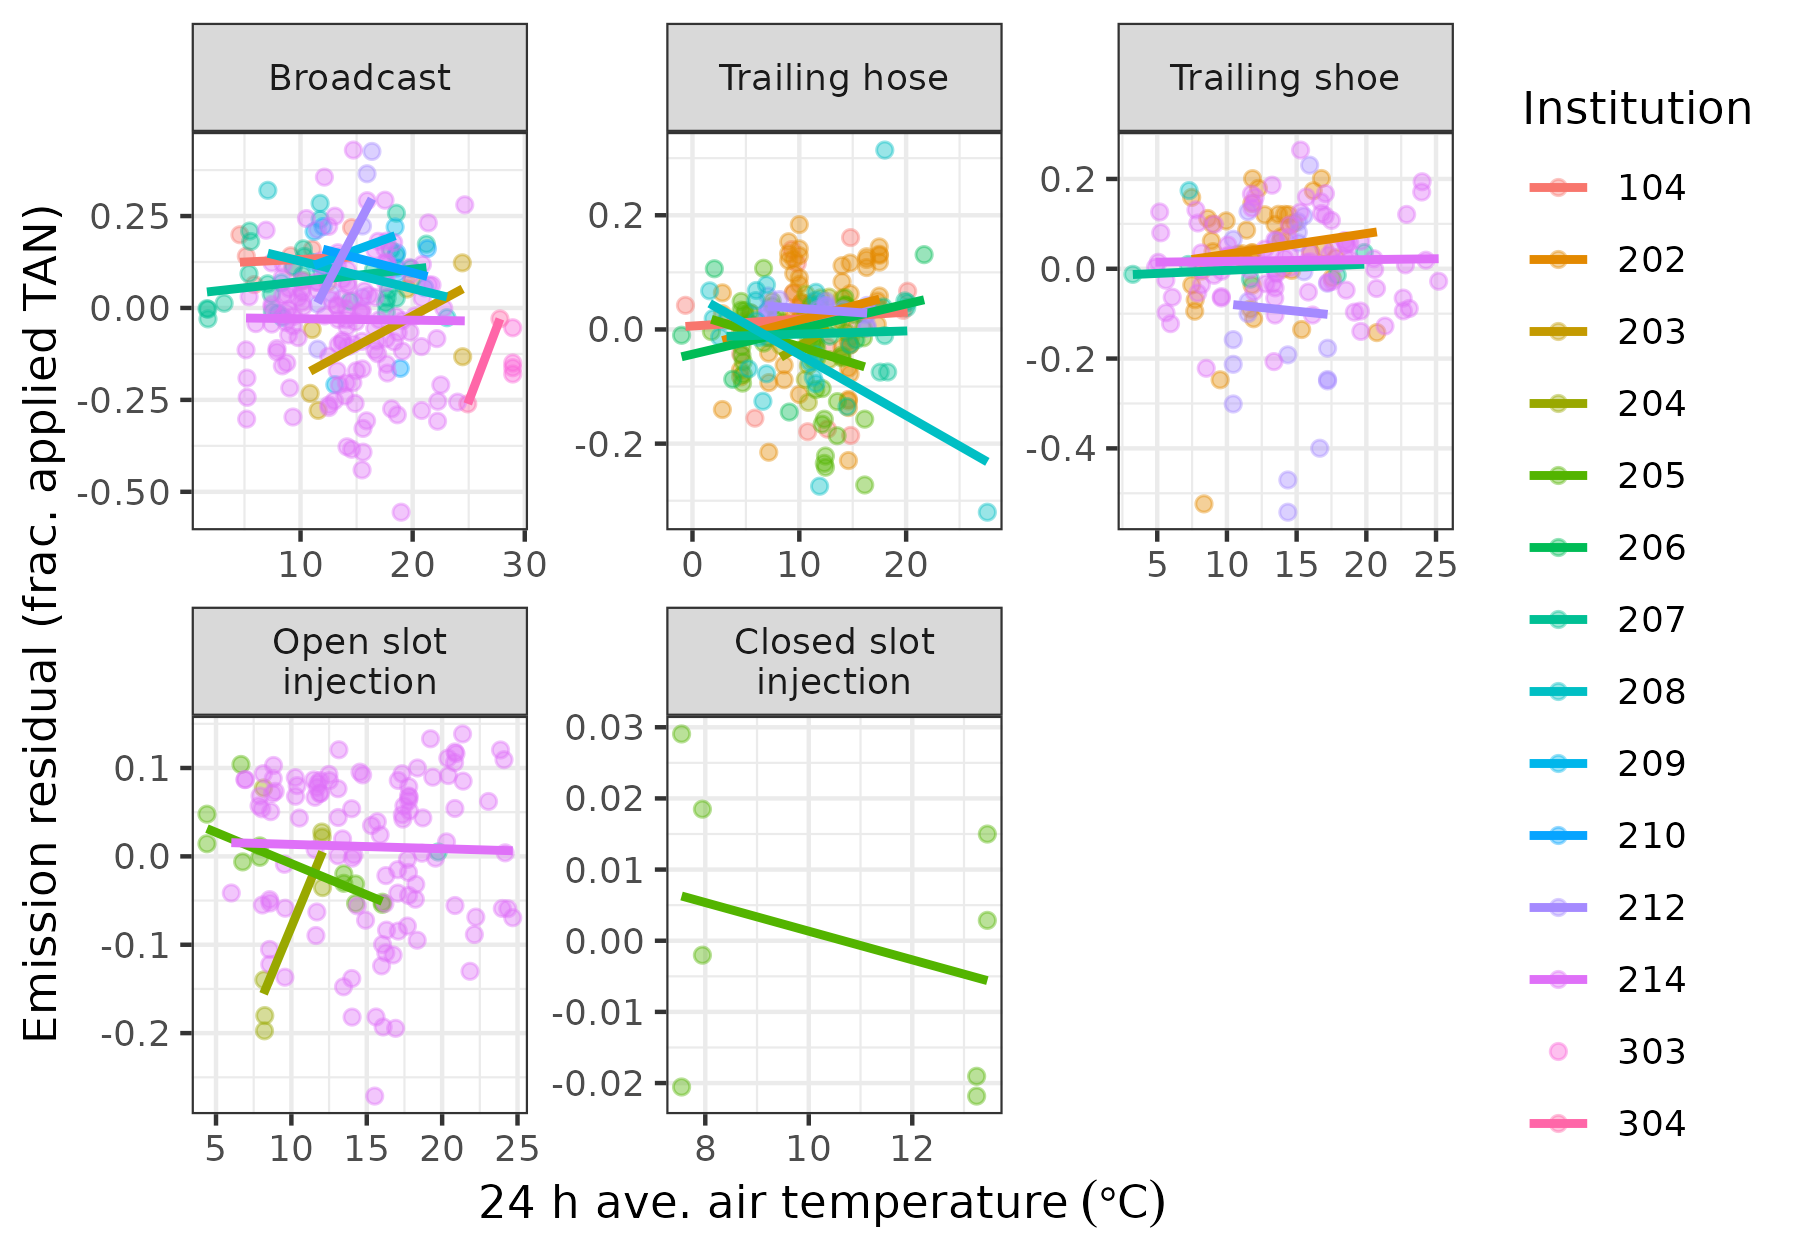 Broadcast
Trailing hose
Trailing shoe
Institution
104
202
203
204
205
206
207
208
209
210
212
214
303
304
0.25
0.00
-0.25
-0.50
10 20 30
0.2
0.0
-0.2
0 10 20
0.2
0.0
-0.2
-0.4
5 10 15 20 25
Open slot
injection
Closed slot
injection
0.1
0.0
-0.1
-0.2
5 10 15 20 25
0.03
0.02
0.01
0.00
-0.01
-0.02
8 10 12
Emission residual (frac. applied TAN)
24 h ave. air temperature (°C)